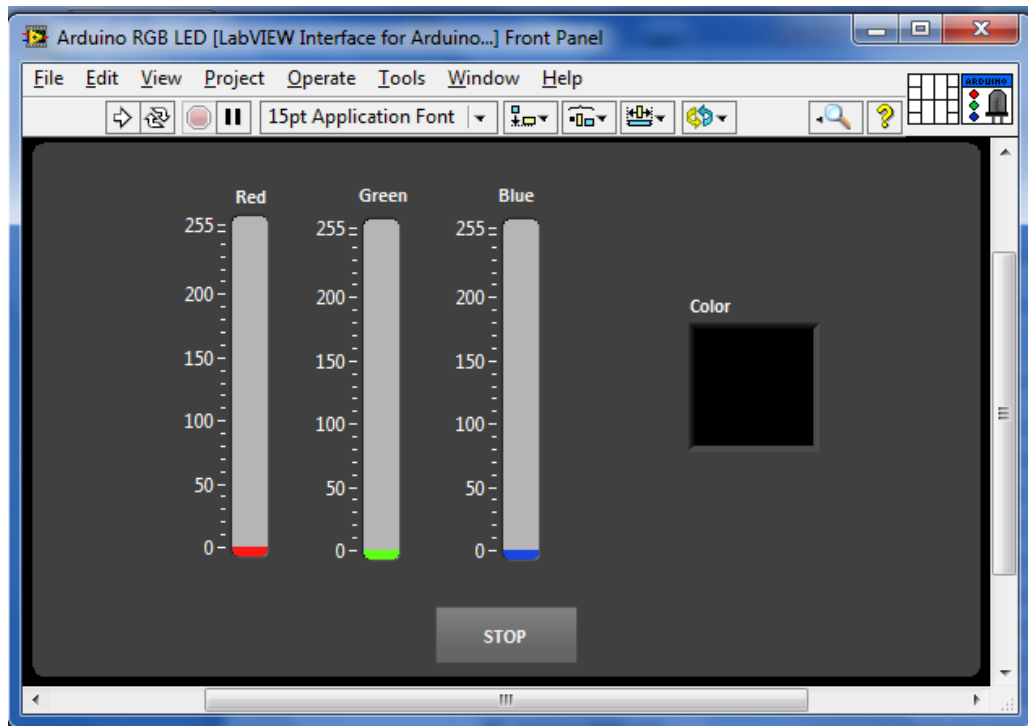 Arduino RGB LED [LabVIEW Interface for Arduino...] Front Panel
File Edit View Project Operate Tools Window Help
ARDUINO
15pt Application Font
Red Green Blue
255 255 255
200 200 200
Color
150 150 150
100 100 100
50 50 50
0 0 0
STOP